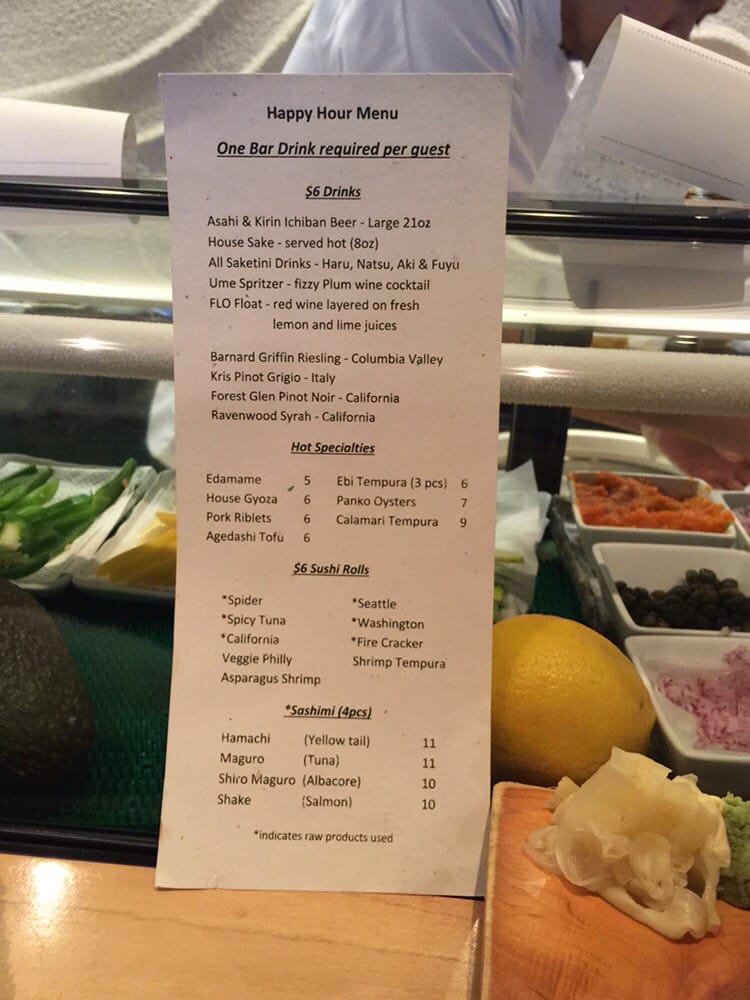 Happy Hour Menu
One Bar Drink required per guest
$6 Drinks
Asahi & Kirin Ichiban Beer - Large 21oz
House Sake - served hot (8oz)
All Saketini Drinks - Haru, Natsu, Aki & Fuyu
Ume Spritzer - fizzy Plum wine cocktail
FLO Float - red wine layered on fresh
lemon and lime juices
Barnard Griffin Riesling - Columbia Valley
Kris Pinot Grigio - Italy
Forest Glen Pinot Noir - California
Ravenwood Syrah - California
Hot Specialties
Edamame 5 Ebi Tempura (3 pcs) 6
House Gyoza 6 Panko Oysters 7
Pork Riblets 6 Calamari Tempura 9
Agedashi Tofu 6
$6 Sushi Rolls
*Spider *Seattle
*Spicy Tuna *Washington
*California *Fire Cracker
Veggie Philly Shrimp Tempura
Asparagus Shrimp
*Sashimi (4pcs)
Hamachi (Yellow tail) 11
Maguro (Tuna) 11
Shiro Maguro (Albacore) 10
Shake (Salmon) 10
*indicates raw products used